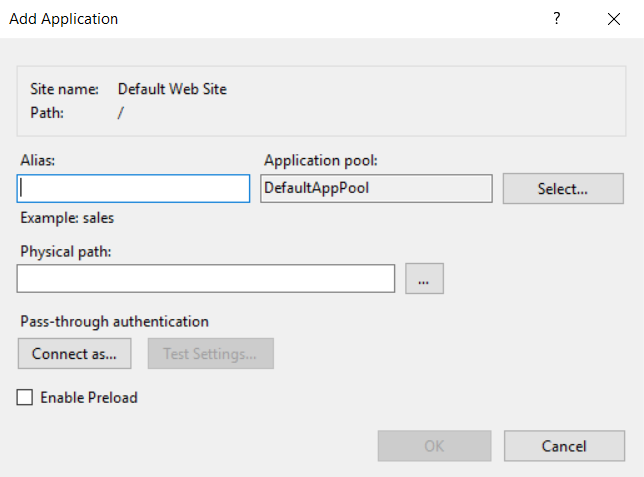 Add Application
?
Site name: Default Web Site
Path: /
Alias: Application pool:
DefaultAppPool Select...
Example: sales
Physical path:
...
Pass-through authentication
Connect as... Test Settings...
Enable Preload
OK Cancel